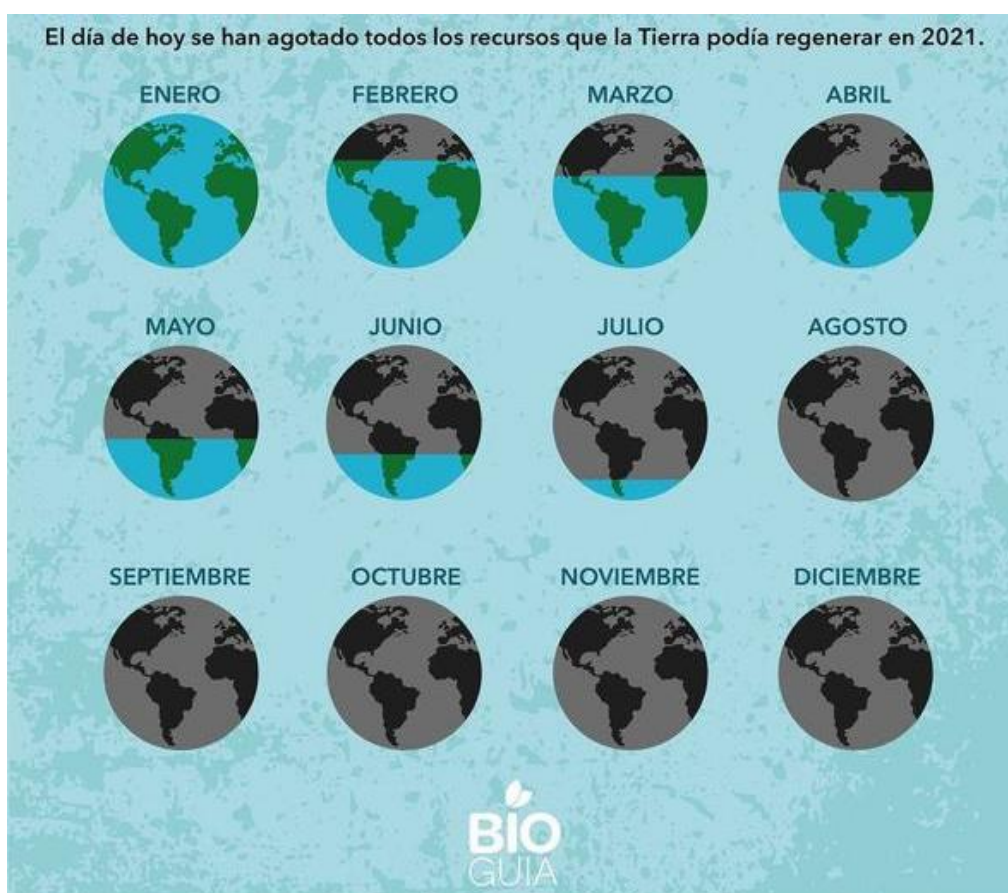 El día de hoy se han agotado todos los recursos que la Tierra podía regenerar en 2021.
ENERO
FEBRERO
MARZO
ABRIL
MAYO
JUNIO
JULIO
AGOSTO
SEPTIEMBRE
OCTUBRE
NOVIEMBRE
DICIEMBRE
BIO
GUIA